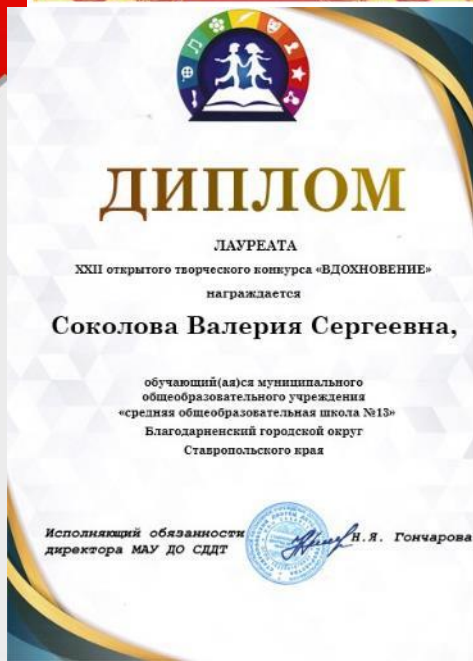 ДИПЛОМ
ЛАУРЕАТА
XXII открытого творческого конкурса «ВДОХНОВЕНИЕ»
награждается
Соколова Валерия Сергеевна,
обучающий(ая)ся муниципального
общеобразовательного учреждения
«средняя общеобразовательная школа №13»
Благодарненский городской округ
Ставропольского края
Исполняющий обязанности
директора МАУ ДО СДДТ
Н.Я. Гончарова